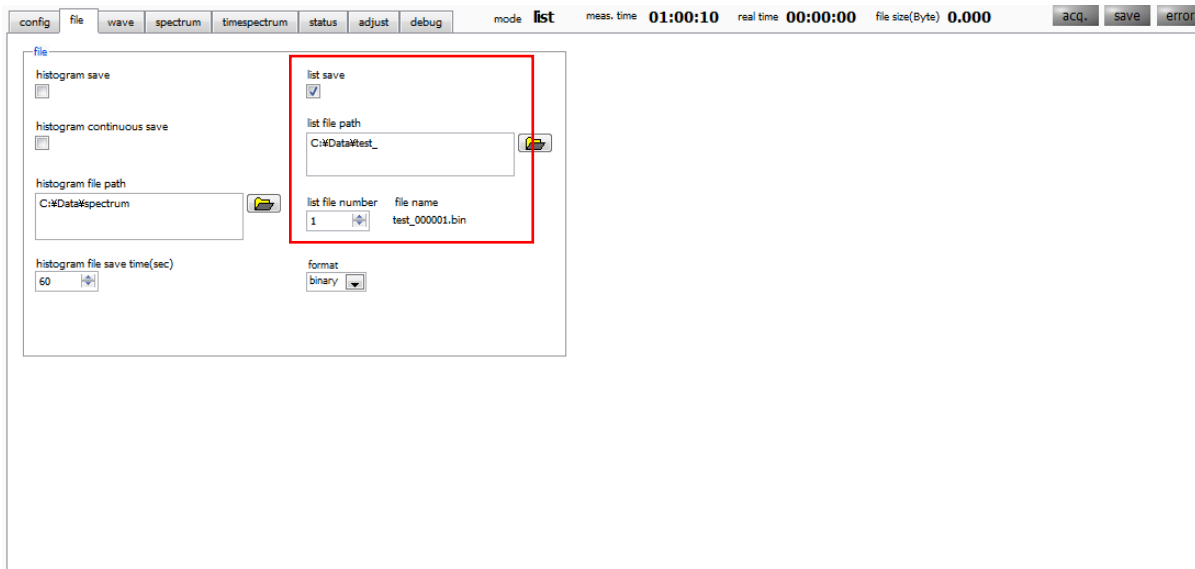 config file wave spectrum timespectrum status adjust debug mode list meas. time 01:00:10 real time 00:00:00 file size(Byte) 0.000 acq. save error
file
histogram save
list save
histogram continuous save
list file path
C:¥Data¥test_
histogram file path
C:¥Data¥spectrum
list file number file name
1 test_000001.bin
histogram file save time(sec)
60
format
binary